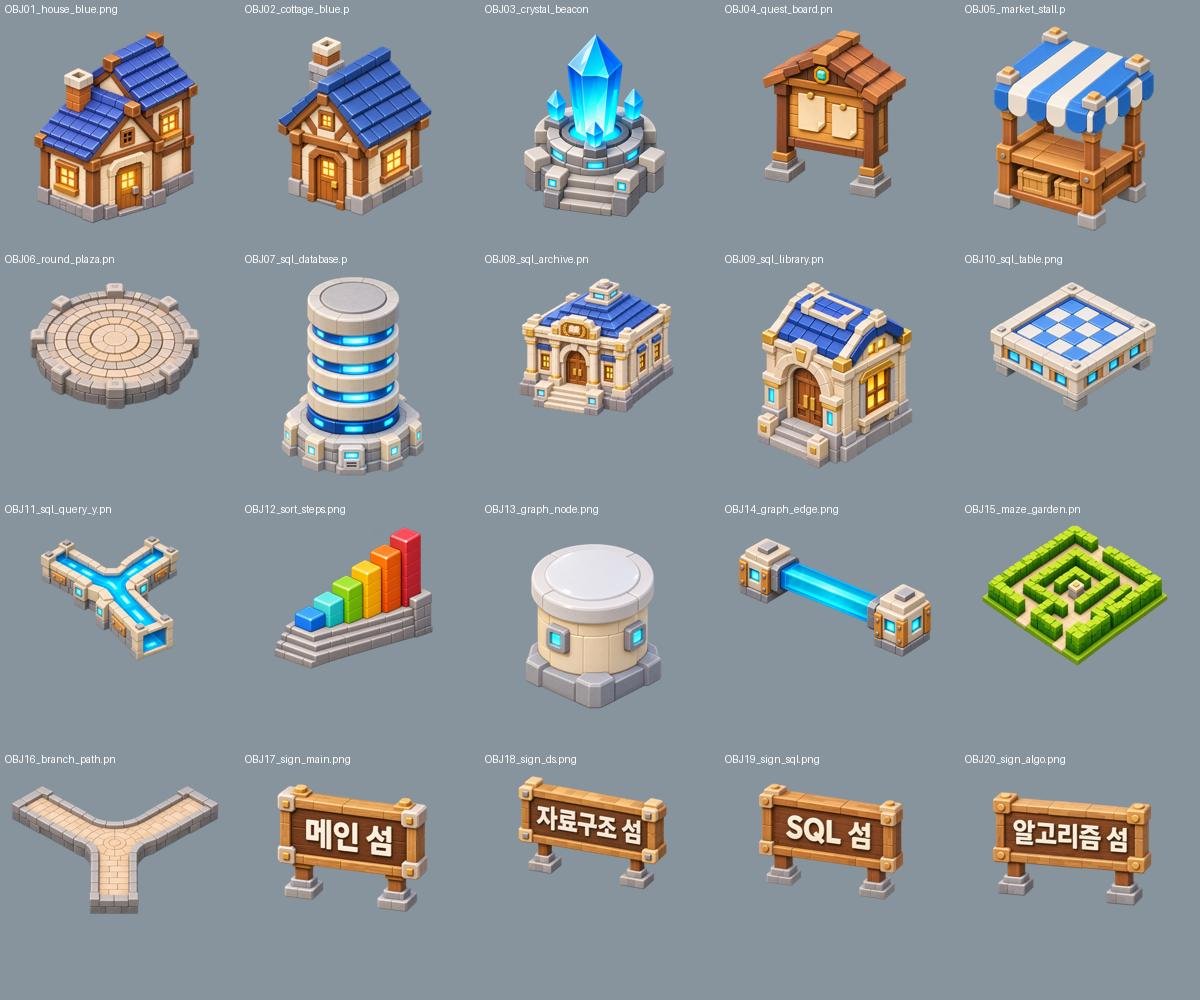 OBJ01_house_blue.png
OBJ02_cottage_blue.p
OBJ03_crystal_beacon
OBJ04_quest_board.pn
OBJ05_market_stall.p
OBJ06_round_plaza.pn
OBJ07_sql_database.p
OBJ08_sql_archive.pn
OBJ09_sql_library.pn
OBJ10_sql_table.png
OBJ11_sql_query_y.pn
OBJ12_sort_steps.png
OBJ13_graph_node.png
OBJ14_graph_edge.png
OBJ15_maze_garden.pn
OBJ16_branch_path.pn
OBJ17_sign_main.png
OBJ18_sign_ds.png
OBJ19_sign_sql.png
OBJ20_sign_algo.png
메인 섬
자료구조 섬
SQL 섬
알고리즘 섬